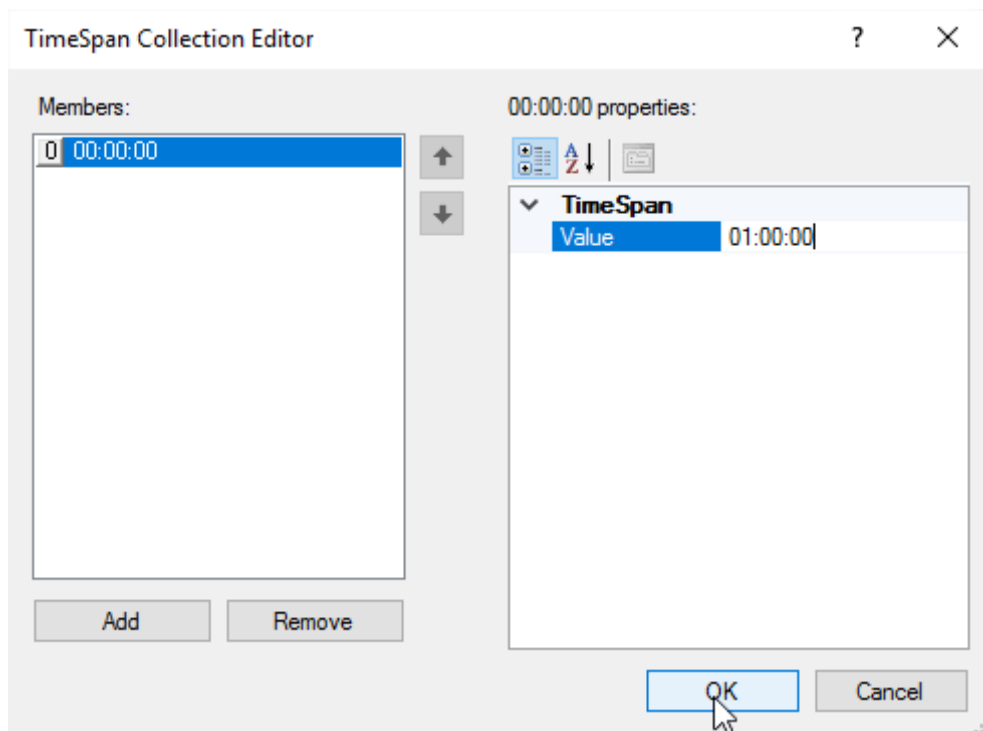 TimeSpan Collection Editor
?
Members:
00:00:00 properties:
0 00:00:00
A
Z
TimeSpan
Value 01:00:00
Add Remove
OK Cancel